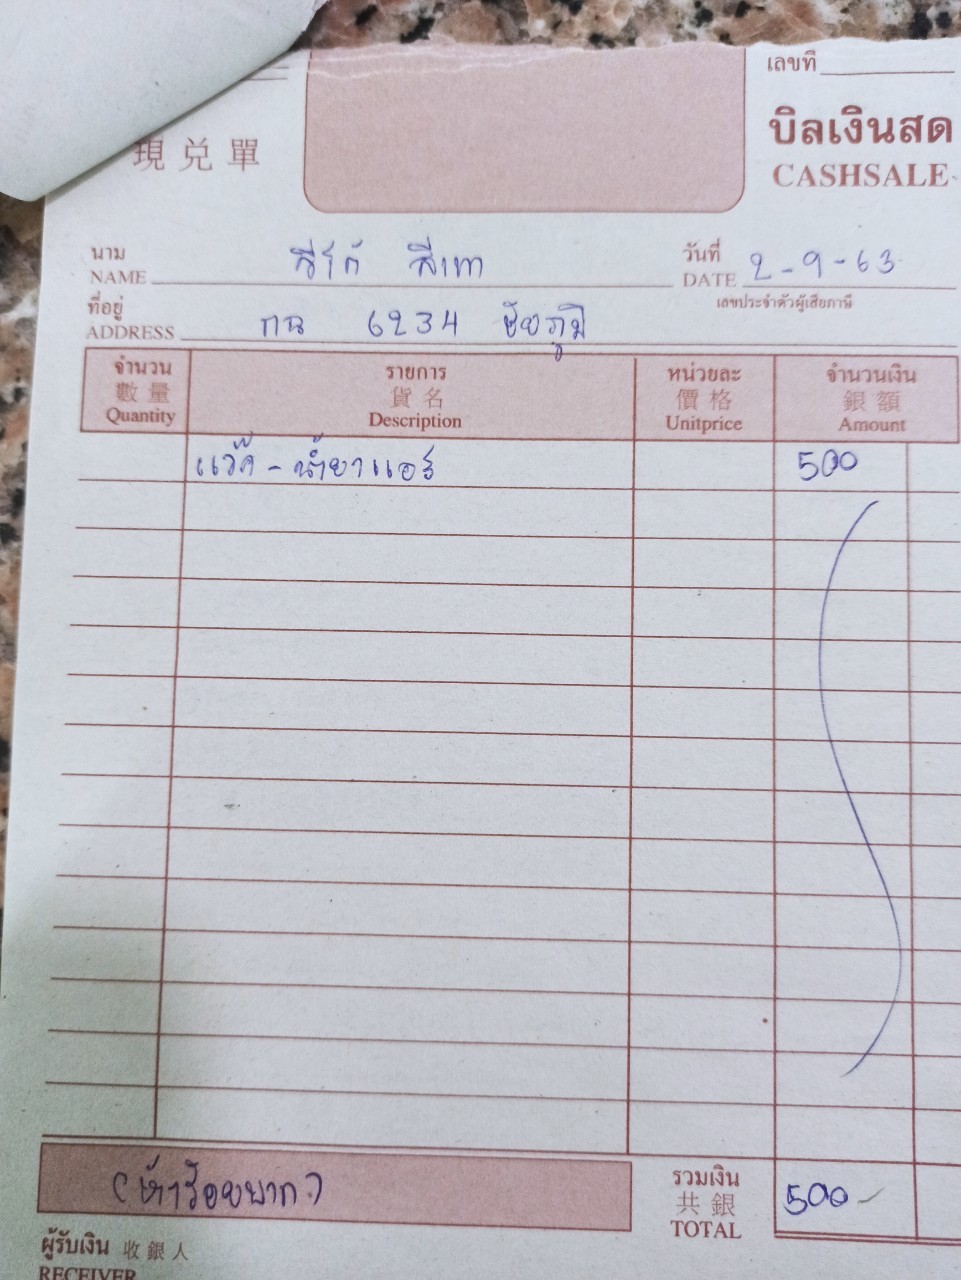 เลขที่
現兑單
บิลเงินสด
CASHSALE
นาม
NAME
วีโก้ สีเทา
วันที่
DATE
2-9-63
ที่อยู่
ADDRESS
กฉ 6234 ชัยภูมิ
เลขประจำตัวผู้เสียภาษี
จำนวน 數量 Quantity
รายการ 貨名 Description
หน่วยละ 價格 Unitprice
จำนวนเงิน 銀額 Amount
แว๊ค - น้ำยาแอร์ 500
(ห้าร้อยบาท)
รวมเงิน 共銀 TOTAL
500-
ผู้รับเงิน 收銀人
RECEIVER